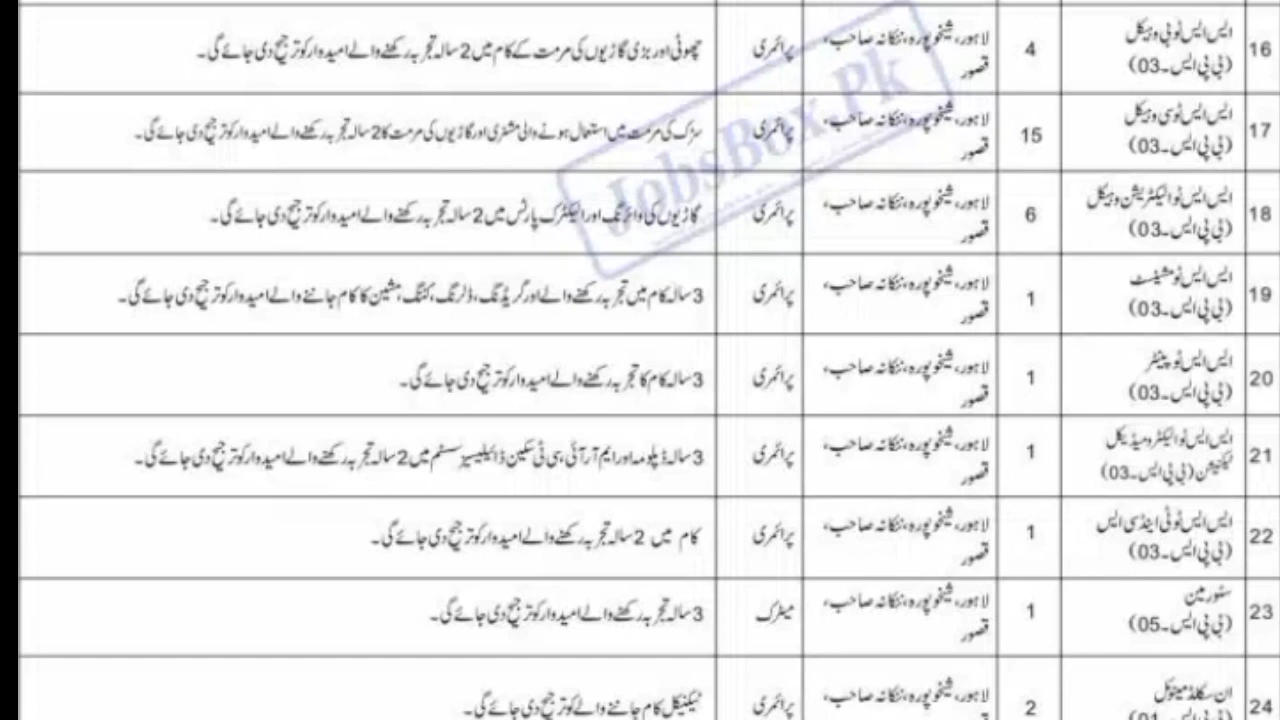 16
ایس ایس ٹو بی وہیکل
(بی پی ایس۔03)
4
لاہور، شیخوپورہ، ننکانہ صاحب،
قصور
پرائمری
چھوٹی اور بڑی گاڑیوں کی مرمت کے کام میں 2 سالہ تجربہ رکھنے والے امیدوار کو ترجیح دی جائے گی۔
17
ایس ایس ٹو سی وہیکل
(بی پی ایس۔03)
15
لاہور، شیخوپورہ، ننکانہ صاحب،
قصور
پرائمری
سڑک کی مرمت میں استعمال ہونے والی مشنری اور گاڑیوں کی مرمت کا 2 سالہ تجربہ رکھنے والے امیدوار کو ترجیح دی جائے گی۔
18
ایس ایس ٹو الیکٹریشن وہیکل
(بی پی ایس۔03)
6
لاہور، شیخوپورہ، ننکانہ صاحب،
قصور
پرائمری
گاڑیوں کی وائرنگ اور الیکٹرک پارٹس میں 2 سالہ تجربہ رکھنے والے امیدوار کو ترجیح دی جائے گی۔
19
ایس ایس ٹو مشینسٹ
(بی پی ایس۔03)
1
لاہور، شیخوپورہ، ننکانہ صاحب،
قصور
پرائمری
3 سالہ کام میں تجربہ رکھنے والے اور گریڈنگ، ڈلرنگ، کٹنگ، مشین کا کام جاننے والے امیدوار کو ترجیح دی جائے گی۔
20
ایس ایس ٹو پینٹر
(بی پی ایس۔03)
1
لاہور، شیخوپورہ، ننکانہ صاحب،
قصور
پرائمری
3 سالہ کام کا تجربہ رکھنے والے امیدوار کو ترجیح دی جائے گی۔
21
ایس ایس ٹو الیکٹرو میڈیکل
ٹیکنیشن (بی پی ایس۔03)
1
لاہور، شیخوپورہ، ننکانہ صاحب،
قصور
پرائمری
3 سالہ ڈپلومہ اور ایم آر آئی، سی ٹی سکین ڈائیلیسیز سسٹم میں 2 سالہ تجربہ رکھنے والے امیدوار کو ترجیح دی جائے گی۔
22
ایس ایس ٹو ٹی اینڈ سی ایس
(بی پی ایس۔03)
1
لاہور، شیخوپورہ، ننکانہ صاحب،
قصور
پرائمری
کام میں 2 سالہ تجربہ رکھنے والے امیدوار کو ترجیح دی جائے گی۔
23
سٹور مین
(بی پی ایس۔05)
1
لاہور، شیخوپورہ، ننکانہ صاحب،
قصور
میٹرک
3 سالہ تجربہ رکھنے والے امیدوار کو ترجیح دی جائے گی۔
24
ان سکلڈ مینوئل
2
لاہور، شیخوپورہ، ننکانہ صاحب،
قصور
پرائمری
ٹیکنیکل کام جاننے والے کو ترجیح دی جائے گی۔
JobsBox.Pk